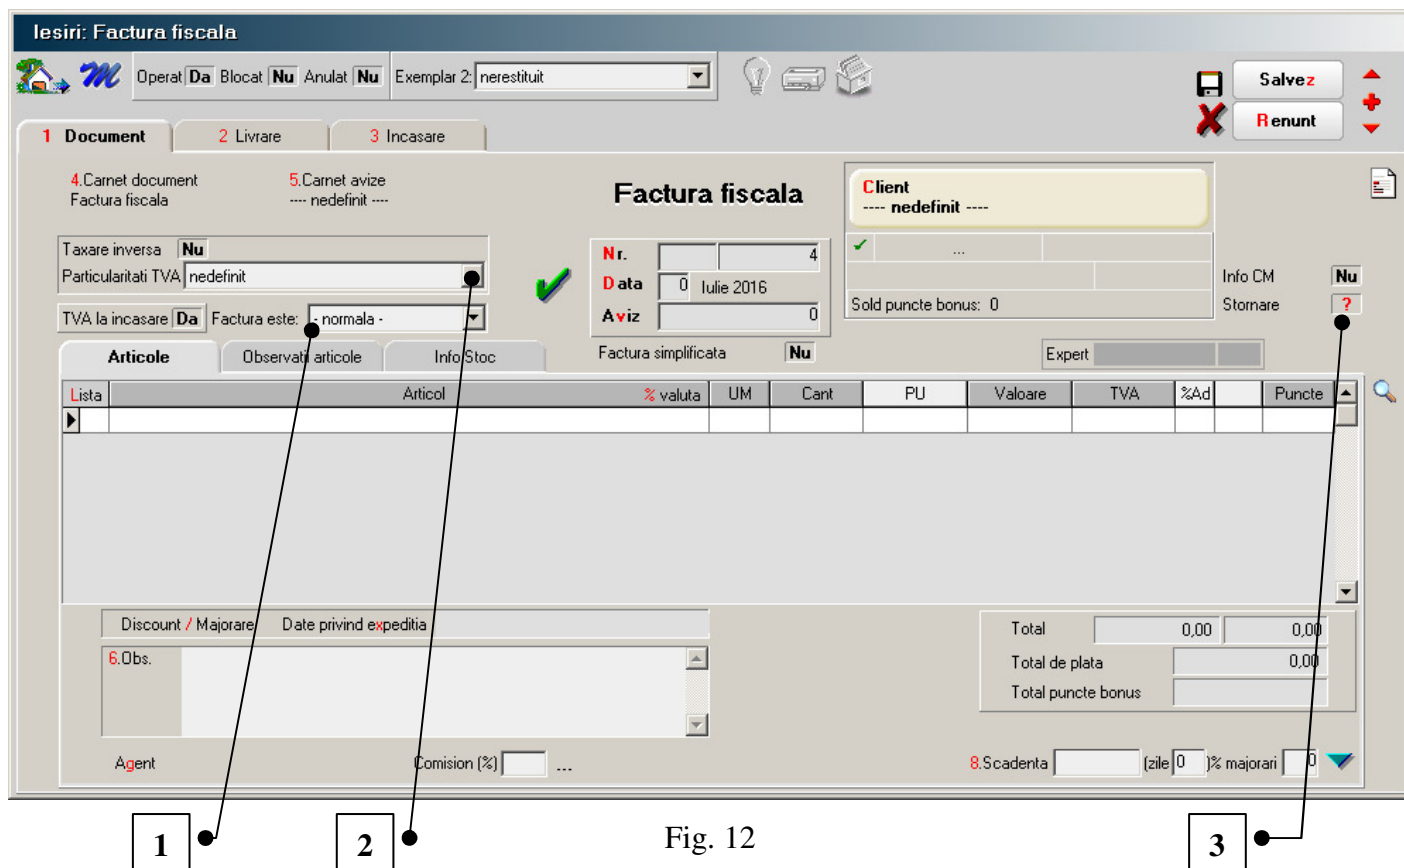 Iesiri: Factura fiscala
Operat Da Blocat Nu Anulat Nu Exemplar 2: nerestituit
Salvez
Renunt
1 Document 2 Livrare 3 Incasare
4.Carnet document 5.Carnet avize
Factura fiscala ---- nedefinit ----
Factura fiscala
Client
---- nedefinit ----
Taxare inversa Nu
Particularitati TVA nedefinit
Nr. 4
Data 0 Iulie 2016
Aviz 0
...
Sold puncte bonus: 0
Info CM Nu
Stornare ?
TVA la incasare Da Factura este: - normala -
Factura simplificata Nu
Expert
Articole Observatii articole Info Stoc
Lista Articol % valuta UM Cant PU Valoare TVA %Ad Puncte
Discount / Majorare Date privind expeditia
6.Obs.
Total 0,00 0,00
Total de plata 0,00
Total puncte bonus
Agent Comision (%) ...
8.Scadenta (zile 0 )% majorari 0
1 2 Fig. 12 3